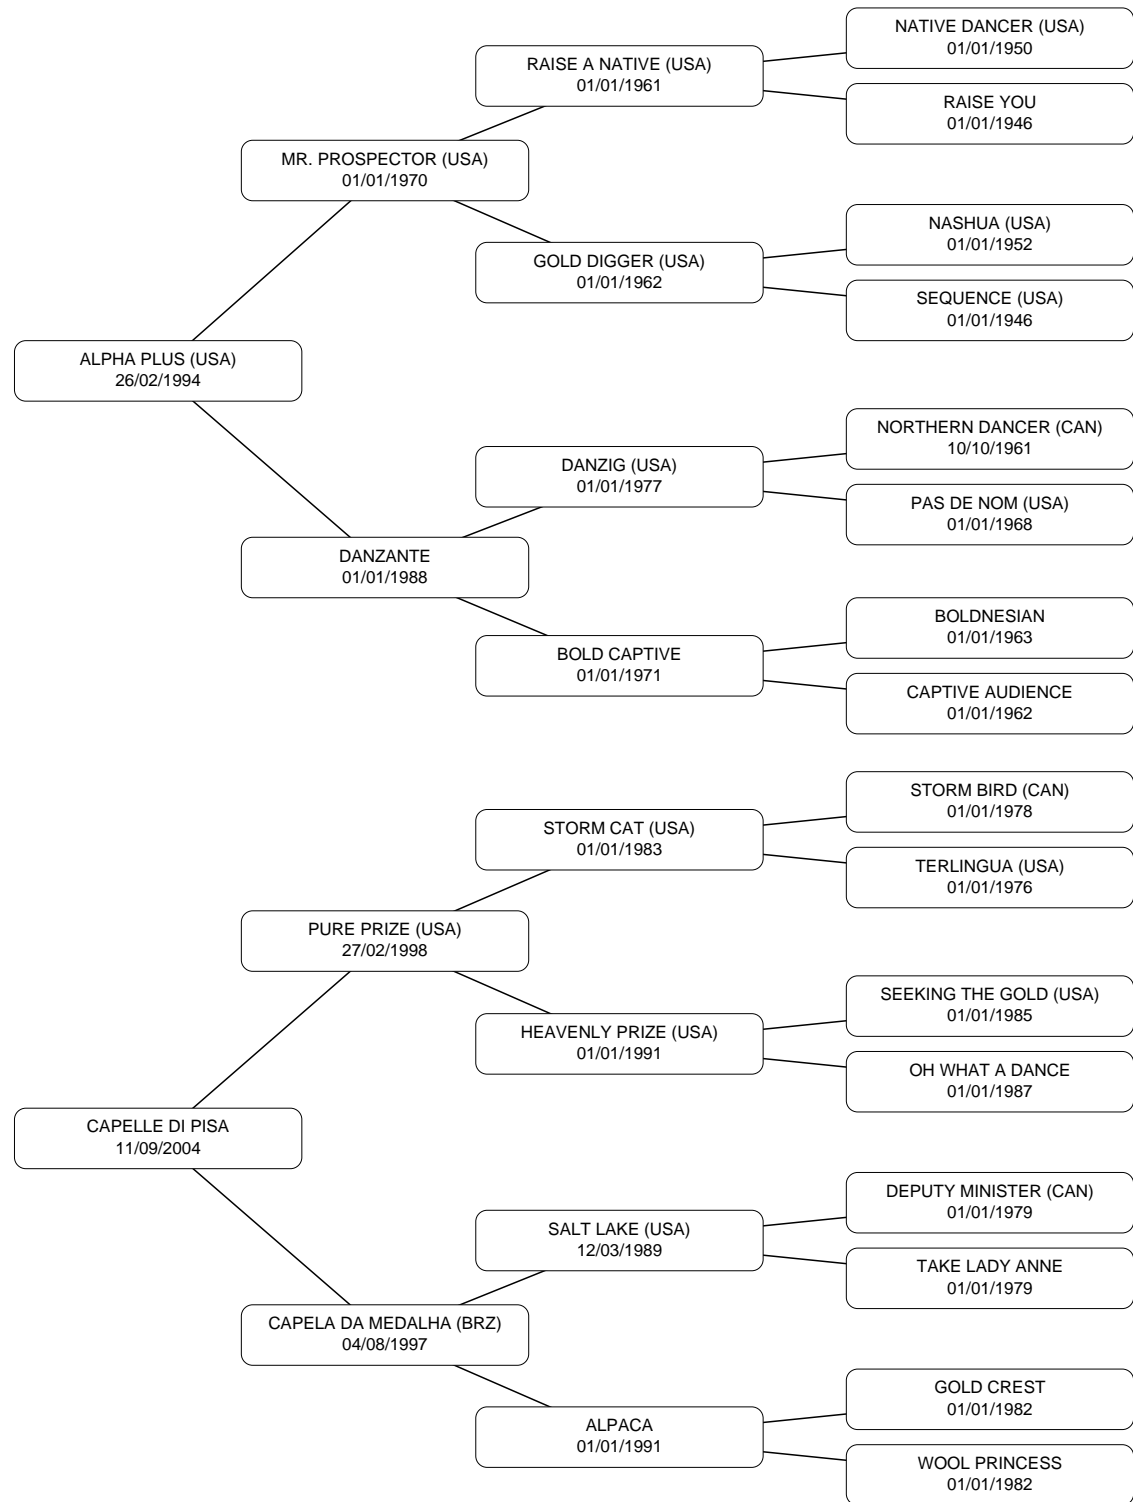 NATIVE DANCER (USA)
01/01/1950
RAISE A NATIVE (USA)
01/01/1961
RAISE YOU
01/01/1946
MR. PROSPECTOR (USA)
01/01/1970
NASHUA (USA)
01/01/1952
GOLD DIGGER (USA)
01/01/1962
SEQUENCE (USA)
01/01/1946
ALPHA PLUS (USA)
26/02/1994
NORTHERN DANCER (CAN)
10/10/1961
DANZIG (USA)
01/01/1977
PAS DE NOM (USA)
01/01/1968
DANZANTE
01/01/1988
BOLDNESIAN
01/01/1963
BOLD CAPTIVE
01/01/1971
CAPTIVE AUDIENCE
01/01/1962
STORM BIRD (CAN)
01/01/1978
STORM CAT (USA)
01/01/1983
TERLINGUA (USA)
01/01/1976
PURE PRIZE (USA)
27/02/1998
SEEKING THE GOLD (USA)
01/01/1985
HEAVENLY PRIZE (USA)
01/01/1991
OH WHAT A DANCE
01/01/1987
CAPELLE DI PISA
11/09/2004
DEPUTY MINISTER (CAN)
01/01/1979
SALT LAKE (USA)
12/03/1989
TAKE LADY ANNE
01/01/1979
CAPELA DA MEDALHA (BRZ)
04/08/1997
GOLD CREST
01/01/1982
ALPACA
01/01/1991
WOOL PRINCESS
01/01/1982